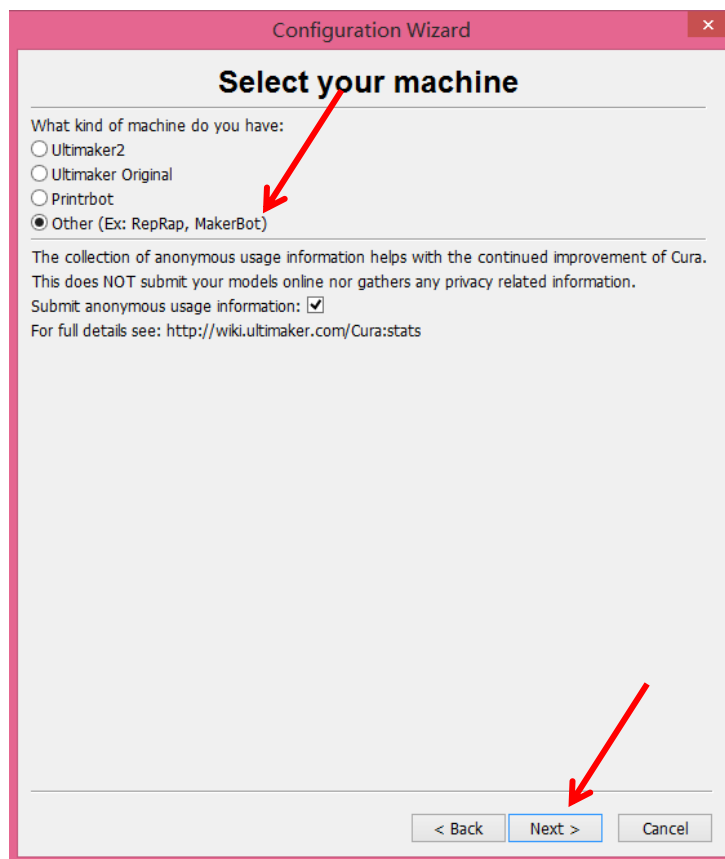 Configuration Wizard
Select your machine
What kind of machine do you have:
Ultimaker2
Ultimaker Original
Printrbot
Other (Ex: RepRap, MakerBot)
The collection of anonymous usage information helps with the continued improvement of Cura.
This does NOT submit your models online nor gathers any privacy related information.
Submit anonymous usage information:
For full details see: http://wiki.ultimaker.com/Cura:stats
< Back Next > Cancel